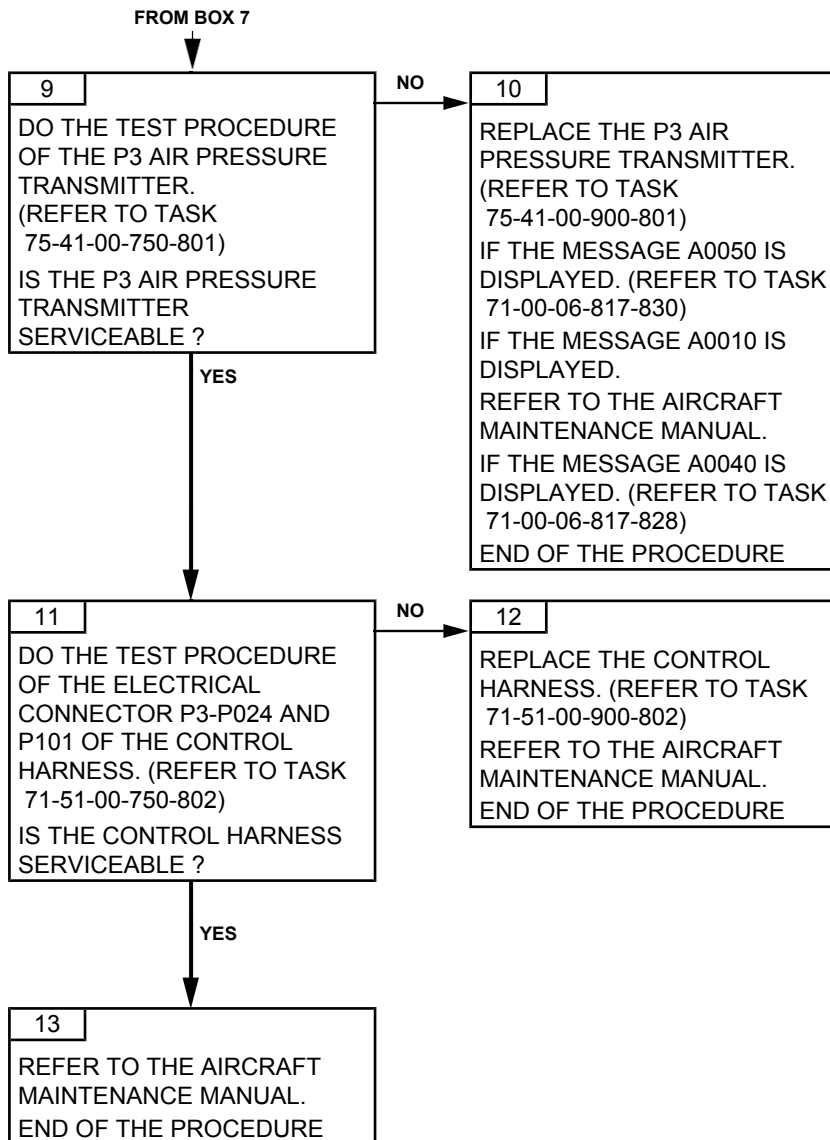 FROM BOX 7
9
DO THE TEST PROCEDURE
OF THE P3 AIR PRESSURE
TRANSMITTER.
(REFER TO TASK
75-41-00-750-801)
IS THE P3 AIR PRESSURE
TRANSMITTER
SERVICEABLE ?
NO
10
REPLACE THE P3 AIR
PRESSURE TRANSMITTER.
(REFER TO TASK
75-41-00-900-801)
IF THE MESSAGE A0050 IS
DISPLAYED. (REFER TO TASK
71-00-06-817-830)
IF THE MESSAGE A0010 IS
DISPLAYED.
REFER TO THE AIRCRAFT
MAINTENANCE MANUAL.
IF THE MESSAGE A0040 IS
DISPLAYED. (REFER TO TASK
71-00-06-817-828)
END OF THE PROCEDURE
YES
11
DO THE TEST PROCEDURE
OF THE ELECTRICAL
CONNECTOR P3-P024 AND
P101 OF THE CONTROL
HARNESS. (REFER TO TASK
71-51-00-750-802)
IS THE CONTROL HARNESS
SERVICEABLE ?
NO
12
REPLACE THE CONTROL
HARNESS. (REFER TO TASK
71-51-00-900-802)
REFER TO THE AIRCRAFT
MAINTENANCE MANUAL.
END OF THE PROCEDURE
YES
13
REFER TO THE AIRCRAFT
MAINTENANCE MANUAL.
END OF THE PROCEDURE